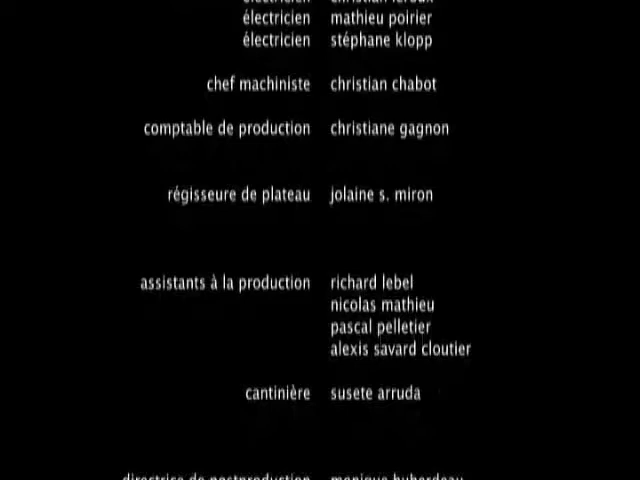 électricien christian leroux
électricien mathieu poirier
électricien stéphane klopp
chef machiniste christian chabot
comptable de production christiane gagnon
régisseure de plateau jolaine s. miron
assistants à la production richard lebel
nicolas mathieu
pascal pelletier
alexis savard cloutier
cantinière susete arruda
directrice de postproduction monique huberdeau